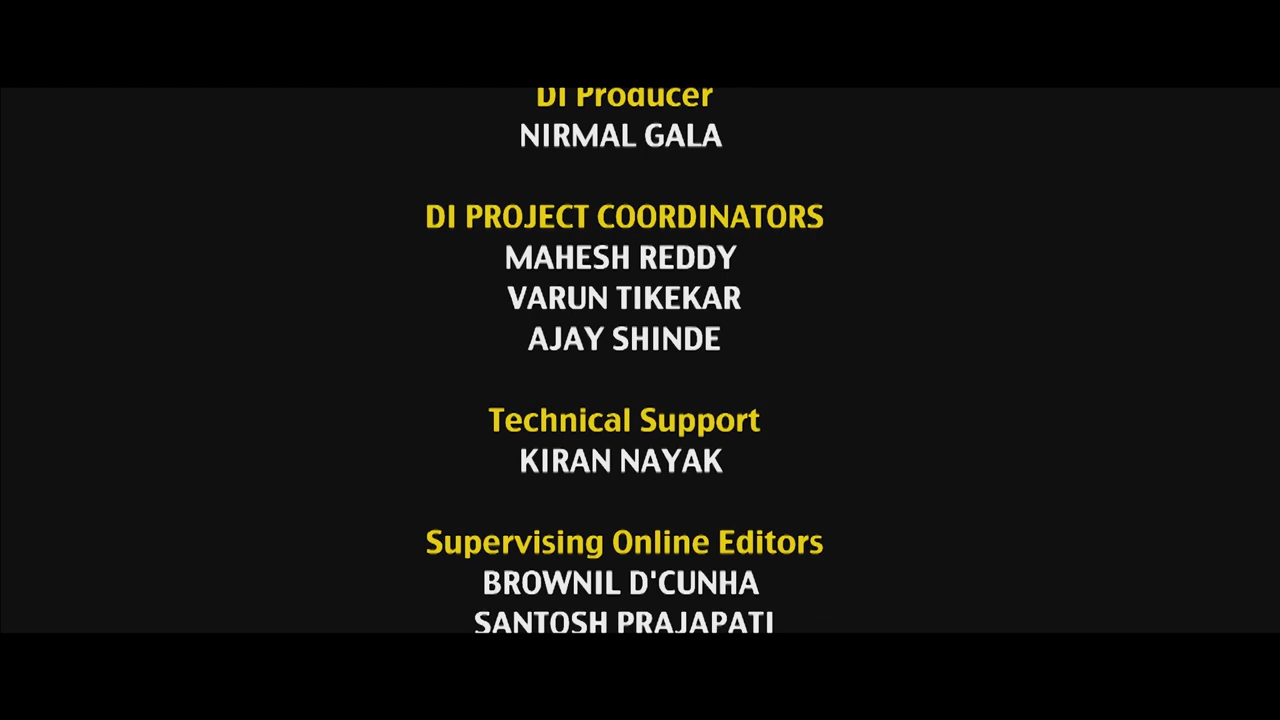 DI Producer
NIRMAL GALA
DI PROJECT COORDINATORS
MAHESH REDDY
VARUN TIKEKAR
AJAY SHINDE
Technical Support
KIRAN NAYAK
Supervising Online Editors
BROWNIL D'CUNHA
SANTOSH PRAJAPATI